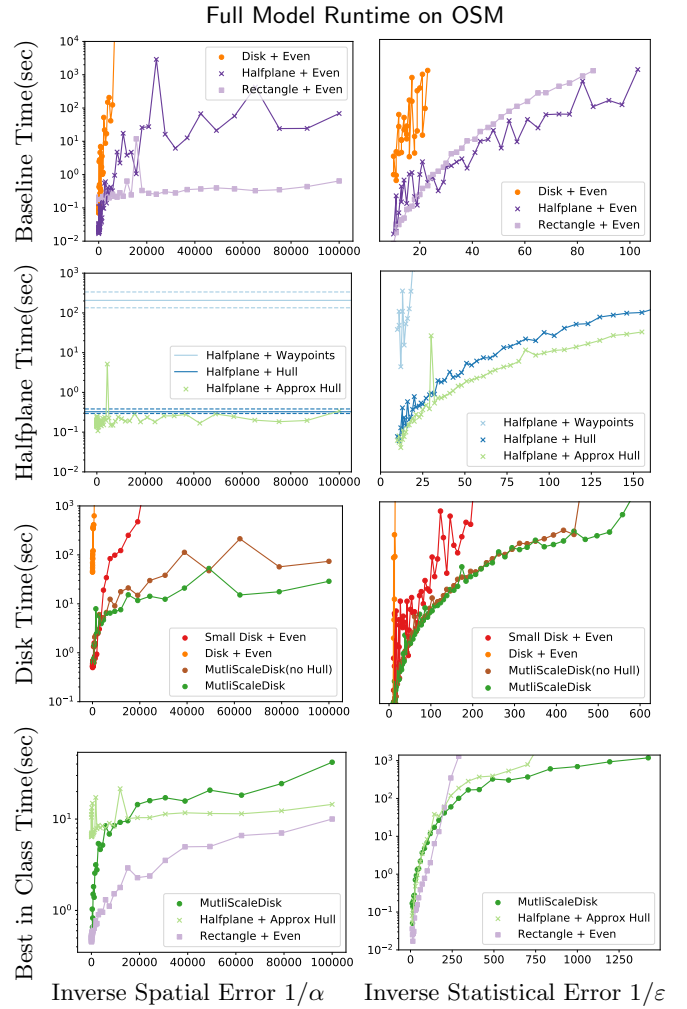 Full Model Runtime on OSM
Baseline Time(sec)
10^4
10^3
10^2
10^1
10^0
10^-1
10^-2
0 20000 40000 60000 80000 100000
Disk + Even
Halfplane + Even
Rectangle + Even
20 40 60 80 100
Disk + Even
Halfplane + Even
Rectangle + Even
Halfplane Time(sec)
10^3
10^2
10^1
10^0
10^-1
10^-2
0 20000 40000 60000 80000 100000
Halfplane + Waypoints
Halfplane + Hull
Halfplane + Approx Hull
0 25 50 75 100 125 150
Halfplane + Waypoints
Halfplane + Hull
Halfplane + Approx Hull
Disk Time(sec)
10^3
10^2
10^1
10^0
10^-1
0 20000 40000 60000 80000 100000
Small Disk + Even
Disk + Even
MutliScaleDisk(no Hull)
MutliScaleDisk
0 100 200 300 400 500 600
Small Disk + Even
Disk + Even
MutliScaleDisk(no Hull)
MutliScaleDisk
Best in Class Time(sec)
10^1
10^0
0 20000 40000 60000 80000 100000
MutliScaleDisk
Halfplane + Approx Hull
Rectangle + Even
10^3
10^2
10^1
10^0
10^-1
10^-2
0 250 500 750 1000 1250
MutliScaleDisk
Halfplane + Approx Hull
Rectangle + Even
Inverse Spatial Error 1/α
Inverse Statistical Error 1/ε